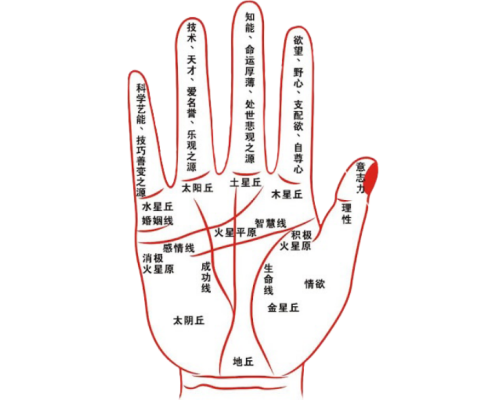 科学艺能、技巧善变之源
技术、天才、爱名誉、乐观之源
知能、命运厚薄、处世悲观之源
欲望、野心、支配欲、自尊心
意志力
理性
水星丘
太阳丘
土星丘
木星丘
婚姻线
智慧线
火星平原
积极
火星原
感情线
消极
火星原
成功线
生命线
情欲
金星丘
太阴丘
地丘